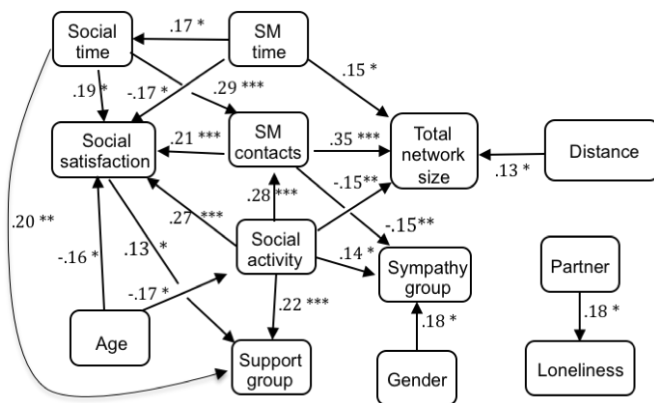 Social
time
.17 *
SM
time
.19 *
-.17 *
.29 ***
.15 *
Social
satisfaction
.21 ***
SM
contacts
.35 ***
Total
network
size
.13 *
Distance
.20 **
-.16 *
.13 *
.27 ***
.28 ***
-.15**
-.15**
Social
activity
.14 *
Sympathy
group
Partner
-.17 *
.22 ***
.18 *
.18 *
Age
Support
group
Gender
Loneliness